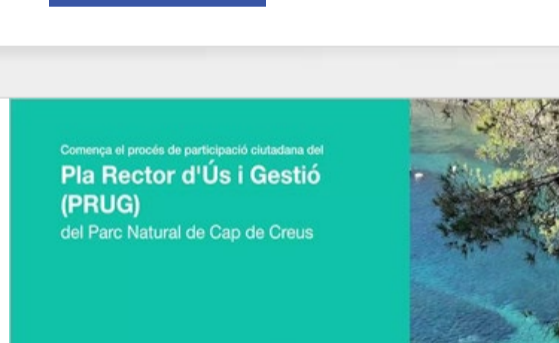 Comença el procés de participació ciutadana del
Pla Rector d'Ús i Gestió
(PRUG)
del Parc Natural de Cap de Creus